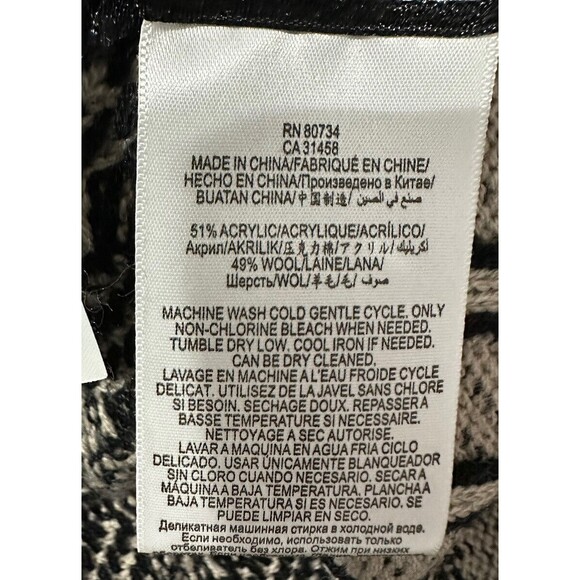 RN 80734
CA 31458
MADE IN CHINA/FABRIQUÉ EN CHINE/
HECHO EN CHINA/Произведено в Китае/
BUATAN CHINA/中国制造/ صنع في الصين/
51% ACRYLIC/ACRYLIQUE/ACRÍLICO/
Акрил/AKRILIK/压克力棉/アクリル/أكريليك
49% WOOL/LAINE/LANA/
Шерсть/WOL/羊毛/毛/ صوف
MACHINE WASH COLD GENTLE CYCLE. ONLY
NON-CHLORINE BLEACH WHEN NEEDED.
TUMBLE DRY LOW. COOL IRON IF NEEDED.
CAN BE DRY CLEANED.
LAVAGE EN MACHINE A L'EAU FROIDE CYCLE
DELICAT. UTILISEZ DE LA JAVEL SANS CHLORE
SI BESOIN. SECHAGE DOUX. REPASSER A
BASSE TEMPERATURE SI NECESSAIRE.
NETTOYAGE A SEC AUTORISE.
LAVAR A MAQUINA EN AGUA FRIA CICLO
DELICADO. USAR ÚNICAMENTE BLANQUEADOR
SIN CLORO CUANDO NECESARIO. SECAR A
MÁQUINA A BAJA TEMPERATURA. PLANCHA A
BAJA TEMPERATURA SI ES NECESARIO. SE
PUEDE LIMPIAR EN SECO.
Деликатная машинная стирка в холодной воде.
Если необходимо, использовать только
отбеливатель без хлора. Отжим при низких